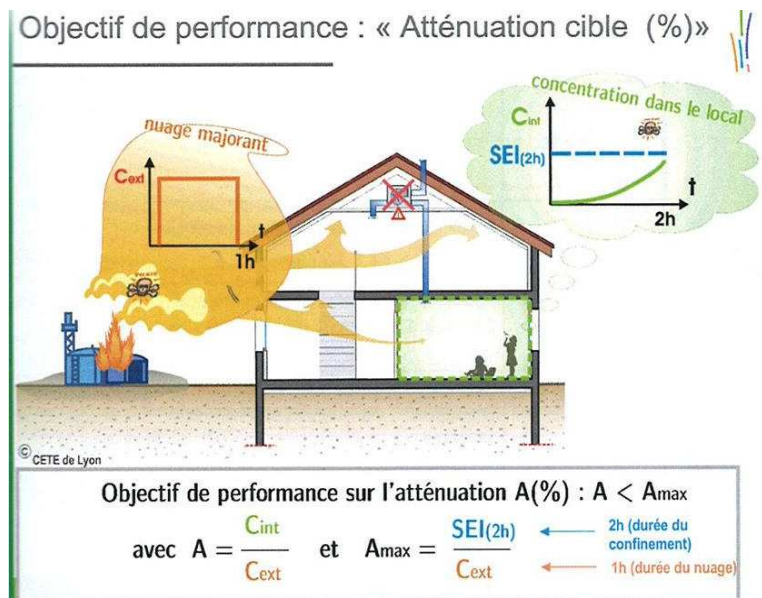 Objectif de performance : « Atténuation cible (%)»
nuage majorant
Cext
t
1h
concentration dans le local
Cint
SEI(2h)
t
2h
© CETE de Lyon
Objectif de performance sur l'atténuation A(%) : A < Amax
avec A = Cint / Cext et Amax = SEI(2h) / Cext
2h (durée du
confinement)
1h (durée du nuage)